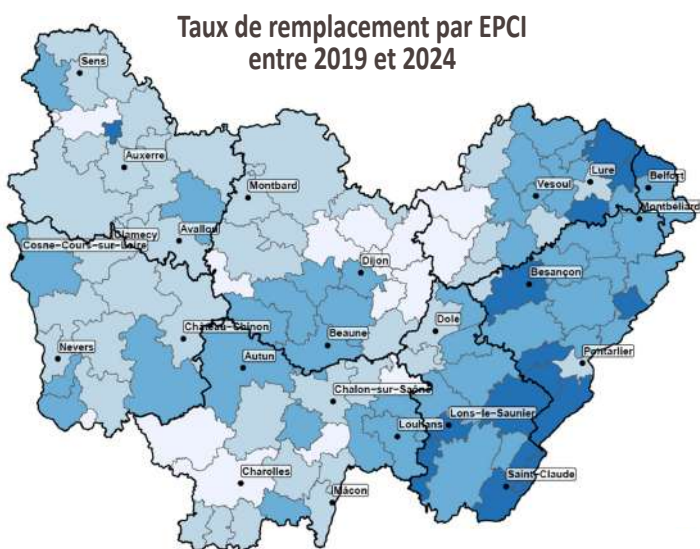 Taux de remplacement par EPCI
entre 2019 et 2024
Sens
Auxerre
Montbard
Lure
Vesoul
Belfort
Montbéliard
Clamecy
Avallon
Cosne-Cours-sur-Loire
Dijon
Besançon
Château-Chinon
Dole
Beaune
Nevers
Autun
Pontarlier
Chalon-sur-Saône
Lons-le-Saunier
Louhans
Charolles
Saint-Claude
Mâcon